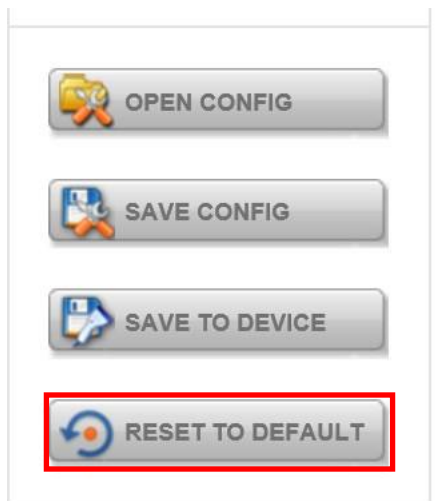 OPEN CONFIG
SAVE CONFIG
SAVE TO DEVICE
RESET TO DEFAULT